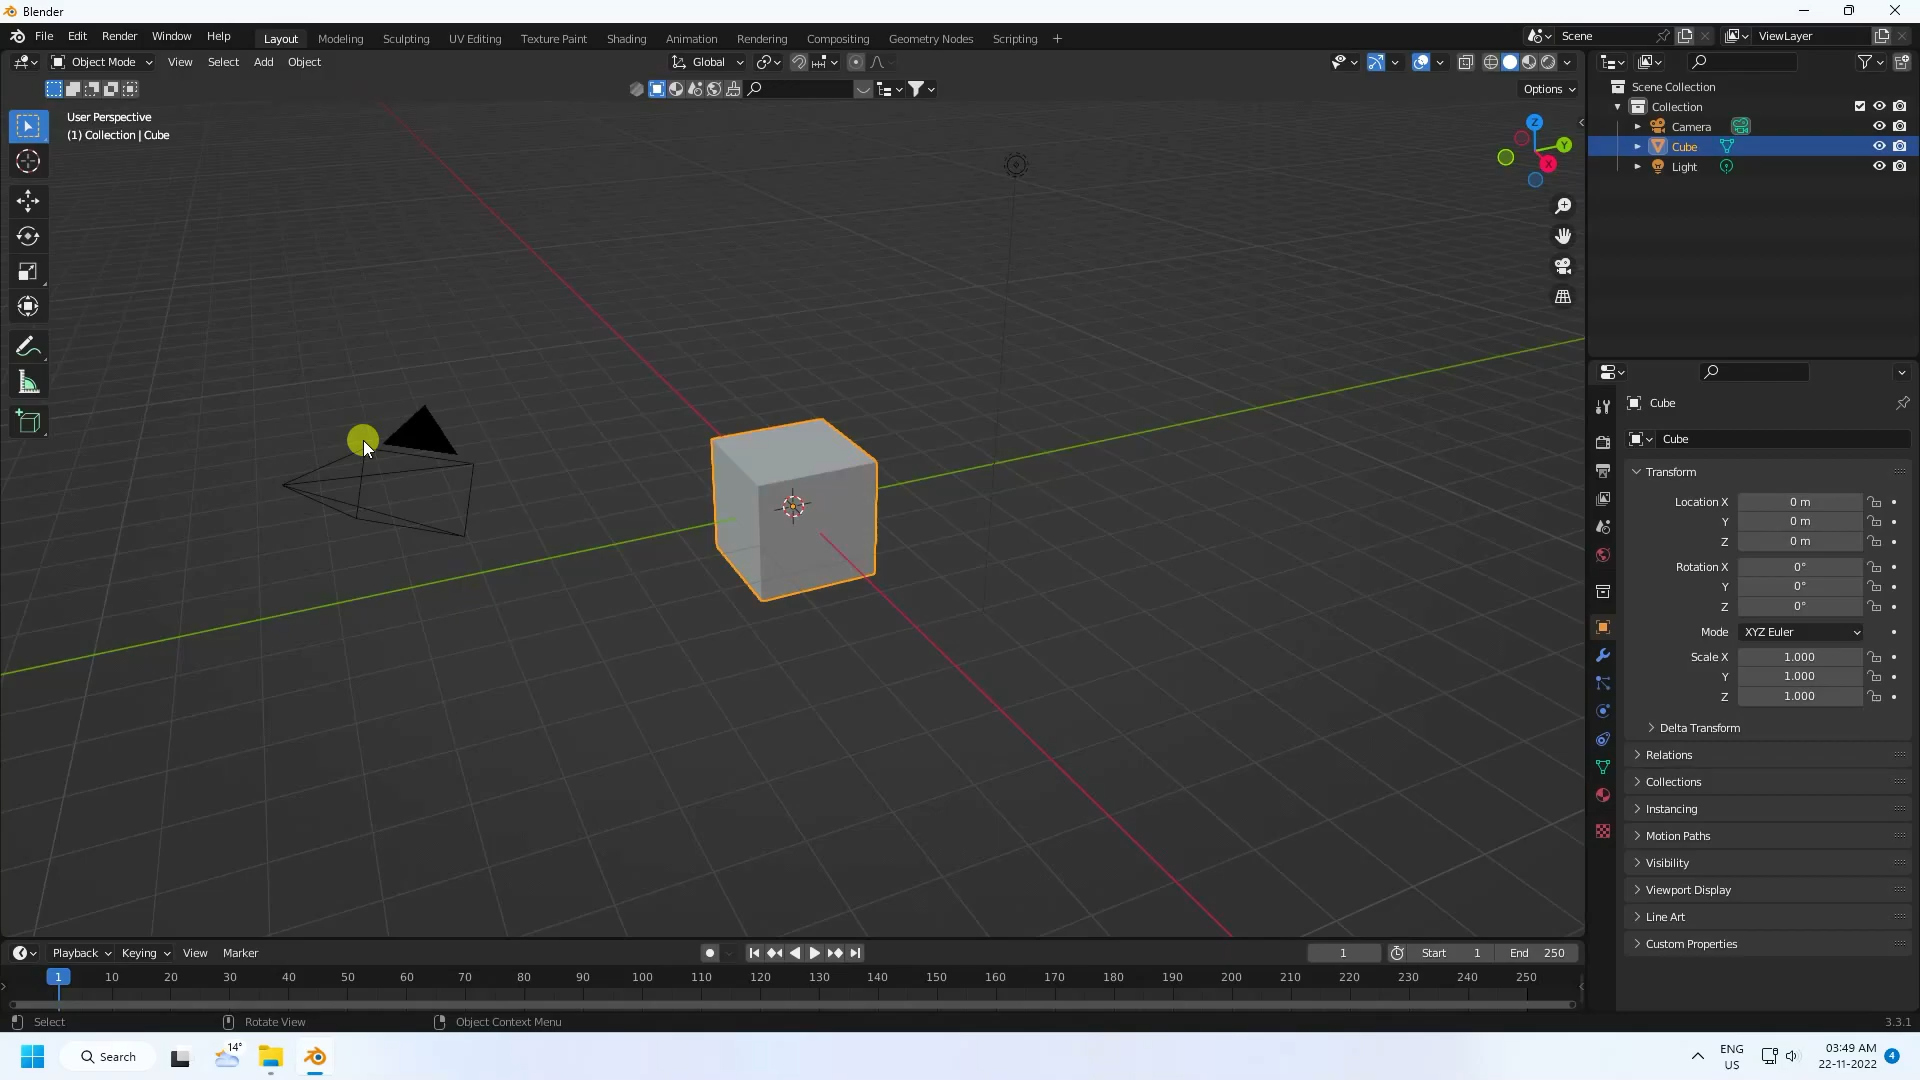 Blender
File Edit Render Window Help Layout Modeling Sculpting UV Editing Texture Paint Shading Animation Rendering Compositing Geometry Nodes Scripting + Scene ViewLayer
Object Mode View Select Add Object Global
Options
User Perspective
(1) Collection | Cube
Z
Y
X
Scene Collection
Collection
Camera
Cube
Light
Cube
Cube
Transform
Location X 0 m
Y 0 m
Z 0 m
Rotation X 0°
Y 0°
Z 0°
Mode XYZ Euler
Scale X 1.000
Y 1.000
Z 1.000
Delta Transform
Relations
Collections
Instancing
Motion Paths
Visibility
Viewport Display
Line Art
Custom Properties
Playback Keying View Marker 1 Start 1 End 250
1 10 20 30 40 50 60 70 80 90 100 110 120 130 140 150 160 170 180 190 200 210 220 230 240 250
Select Rotate View Object Context Menu 3.3.1
Search 14° ENG US 03:49 AM 22-11-2022 4